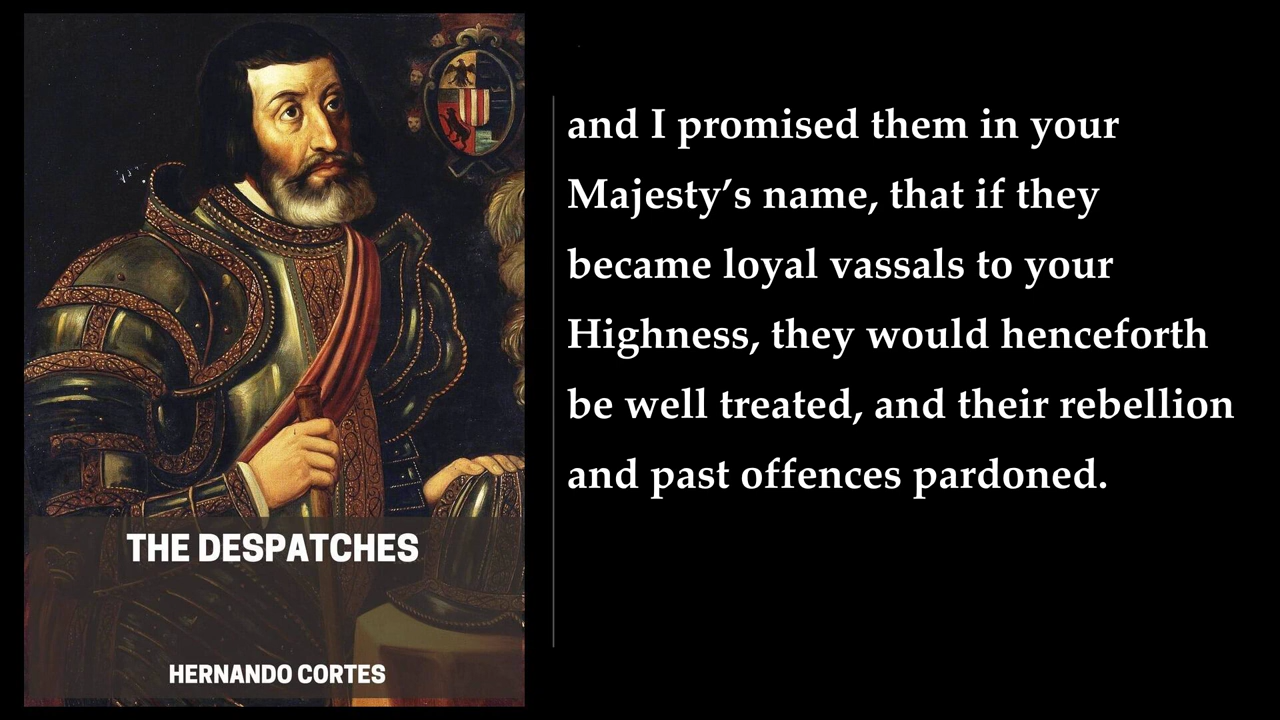 and I promised them in your
Majesty’s name, that if they
became loyal vassals to your
Highness, they would henceforth
be well treated, and their rebellion
and past offences pardoned.
THE DESPATCHES
HERNANDO CORTES